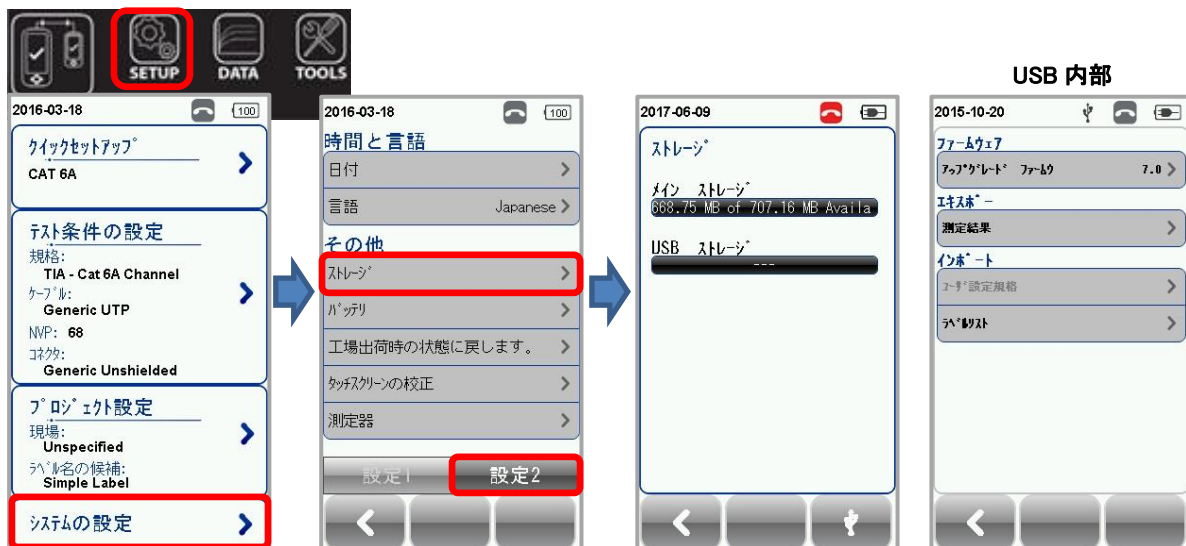 SETUP
DATA
TOOLS
2016-03-18
100
クイックセットアップ
CAT 6A
テスト条件の設定
規格:
TIA - Cat 6A Channel
ケーブル:
Generic UTP
NVP: 68
コネクタ:
Generic Unshielded
プロジェクト設定
現場:
Unspecified
ラベル名の候補:
Simple Label
システムの設定
2016-03-18
100
時間と言語
日付
言語 Japanese
その他
ストレージ
バッテリ
工場出荷時の状態に戻します。
タッチスクリーンの校正
測定器
設定1 設定2
2017-06-09
ストレージ
メイン ストレージ
668.75 MB of 707.16 MB Availa
USB ストレージ
---
USB 内部
2015-10-20
ファームウェア
アップグレード ファームウ 7.0
エキスポー
測定結果
インポート
ユーザ設定規格
ラベルリスト